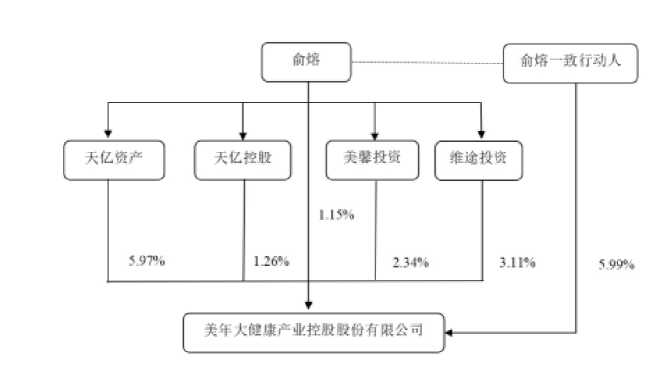 俞熔
俞熔一致行动人
天亿资产
天亿控股
美馨投资
维途投资
1.15%
5.97%
1.26%
2.34%
3.11%
5.99%
美年大健康产业控股股份有限公司